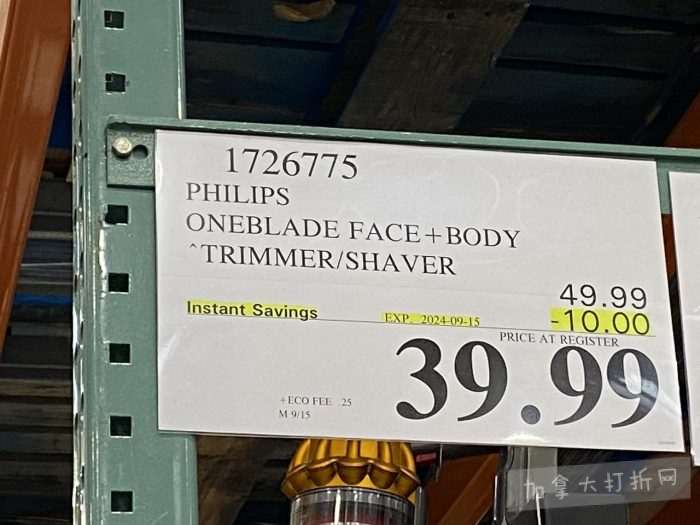 1726775
PHILIPS
ONEBLADE FACE+BODY
^TRIMMER/SHAVER
49.99
Instant Savings EXP. 2024-09-15 -10.00
PRICE AT REGISTER
39.99
+ECO FEE .25
M 9/15
加拿大打折网